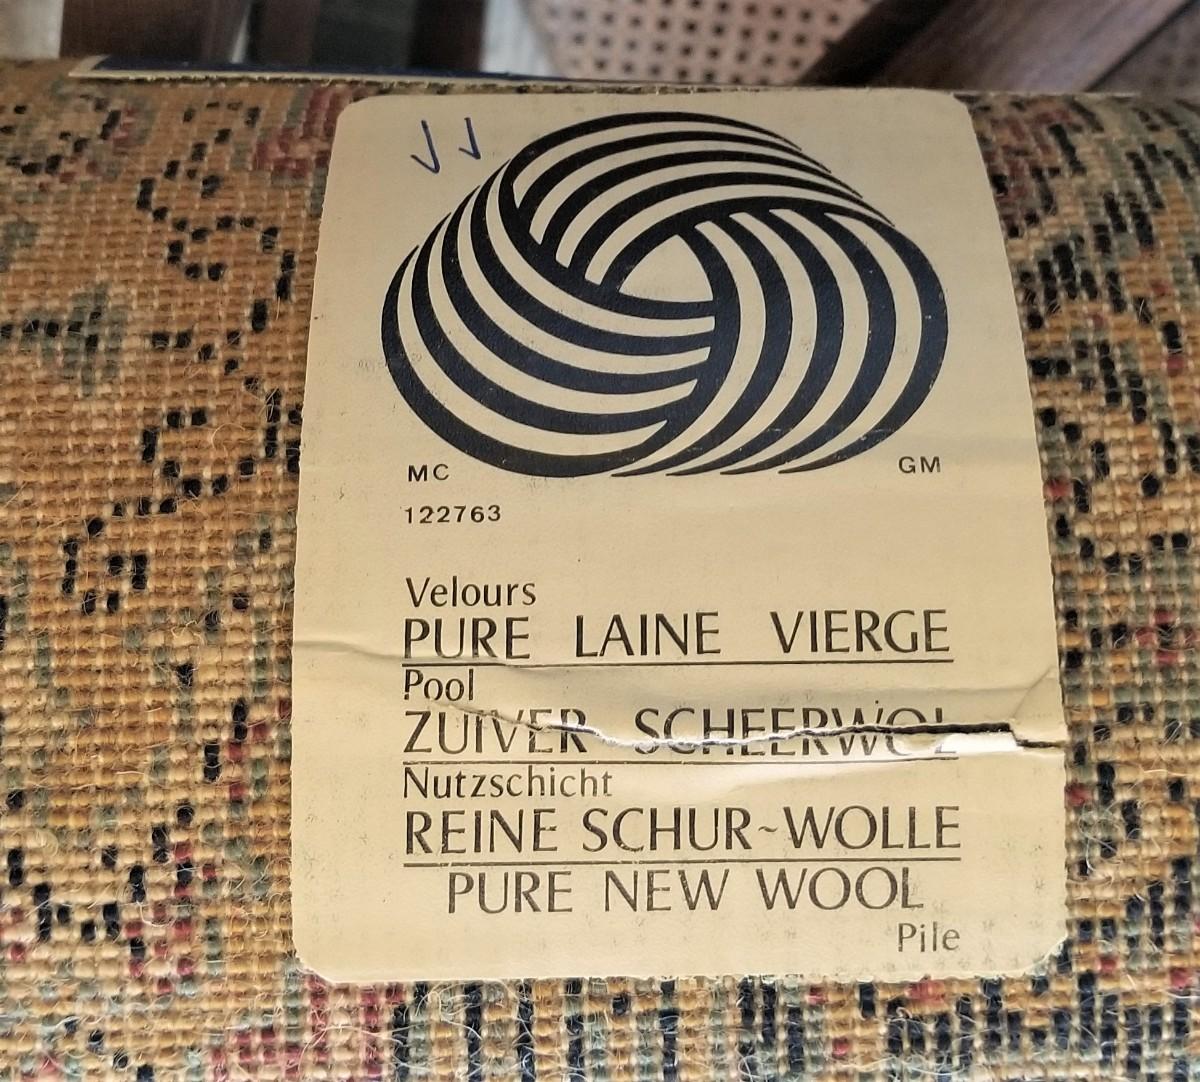 MC GM
122763
Velours
PURE LAINE VIERGE
Pool
ZUIVER SCHEERWOL
Nutzschicht
REINE SCHUR~WOLLE
PURE NEW WOOL
Pile